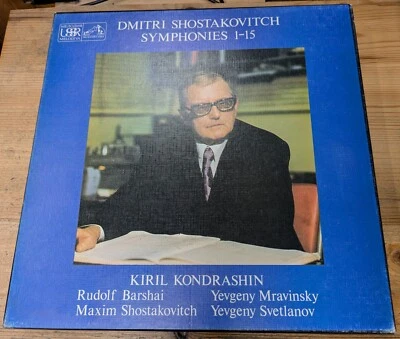 DMITRI SHOSTAKOVITCH
SYMPHONIES 1-15
KIRIL KONDRASHIN
Rudolf Barshai Yevgeny Mravinsky
Maxim Shostakovitch Yevgeny Svetlanov